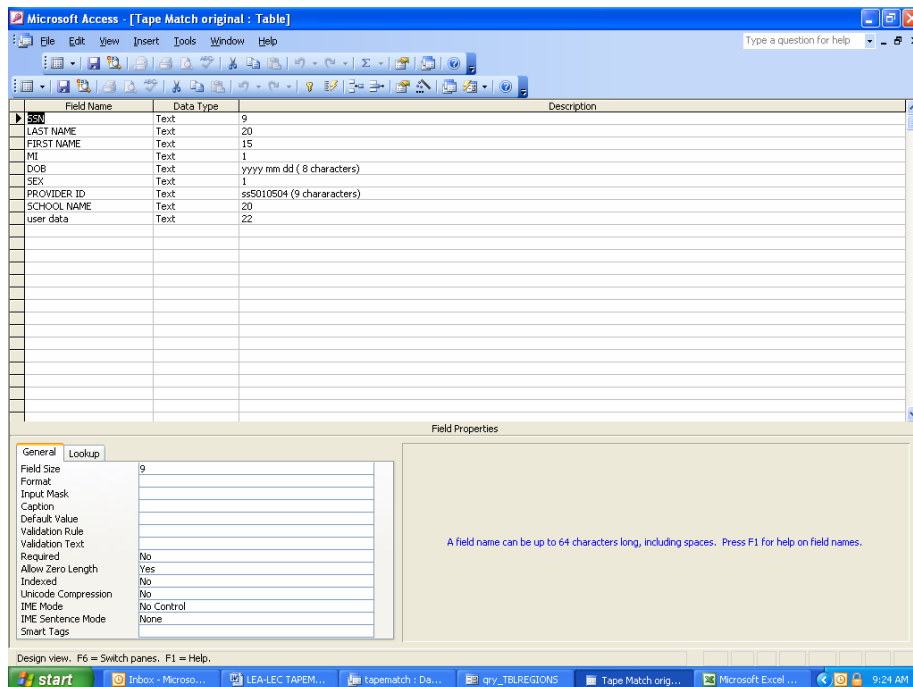 Microsoft Access - [Tape Match original : Table]
File Edit View Insert Tools Window Help Type a question for help
Field Name Data Type Description
SSN Text 9
LAST NAME Text 20
FIRST NAME Text 15
MI Text 1
DOB Text yyyy mm dd ( 8 characters)
SEX Text 1
PROVIDER ID Text ss5010504 (9 chararacters)
SCHOOL NAME Text 20
user data Text 22
Field Properties
General Lookup
Field Size 9
Format
Input Mask
Caption
Default Value
Validation Rule
Validation Text
Required No
Allow Zero Length Yes
Indexed No
Unicode Compression No
IME Mode No Control
IME Sentence Mode None
Smart Tags
A field name can be up to 64 characters long, including spaces. Press F1 for help on field names.
Design view. F6 = Switch panes. F1 = Help.
start Inbox - Microso... LEA-LEC TAPEM... tapematch : Da... qry_TBLREGIONS Tape Match orig... Microsoft Excel ... 9:24 AM